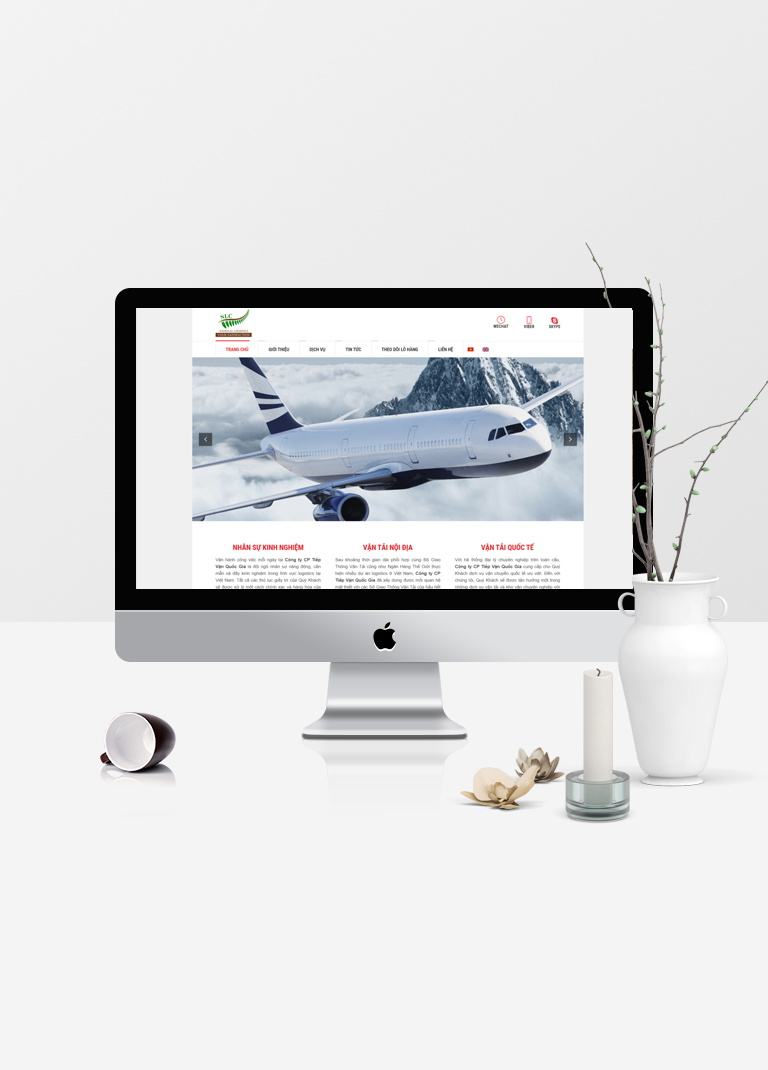 SLC
WECHAT VIBER SKYPE
TRANG CHỦ GIỚI THIỆU DỊCH VỤ TIN TỨC THEO DÕI LÔ HÀNG LIÊN HỆ
NHÂN SỰ KINH NGHIỆM
Vận hành công việc mỗi ngày tại Công ty CP Tiếp
Vận Quốc Gia là đội ngũ nhân sự năng động, cần
mẫn và đầy kinh nghiệm trong lĩnh vực logistics tại
Việt Nam. Tất cả các thủ tục giấy tờ của Quý Khách
sẽ được xử lý một cách chính xác và hàng hóa của
VẬN TẢI NỘI ĐỊA
Sau khoảng thời gian dài phối hợp cùng Bộ Giao
Thông Vận Tải cũng như Ngân Hàng Thế Giới thực
hiện nhiều dự án logistics ở Việt Nam, Công ty CP
Tiếp Vận Quốc Gia đã xây dựng được mối quan hệ
mật thiết với các Sở Giao Thông Vận Tải của hầu hết
VẬN TẢI QUỐC TẾ
Với hệ thống đại lý chuyên nghiệp trên toàn cầu,
Công ty CP Tiếp Vận Quốc Gia cung cấp cho Quý
Khách dịch vụ vận chuyển quốc tế ưu việt. Đến với
chúng tôi, Quý Khách sẽ được tận hưởng một trong
những dịch vụ vận tải và kho vận chuyên nghiệp với